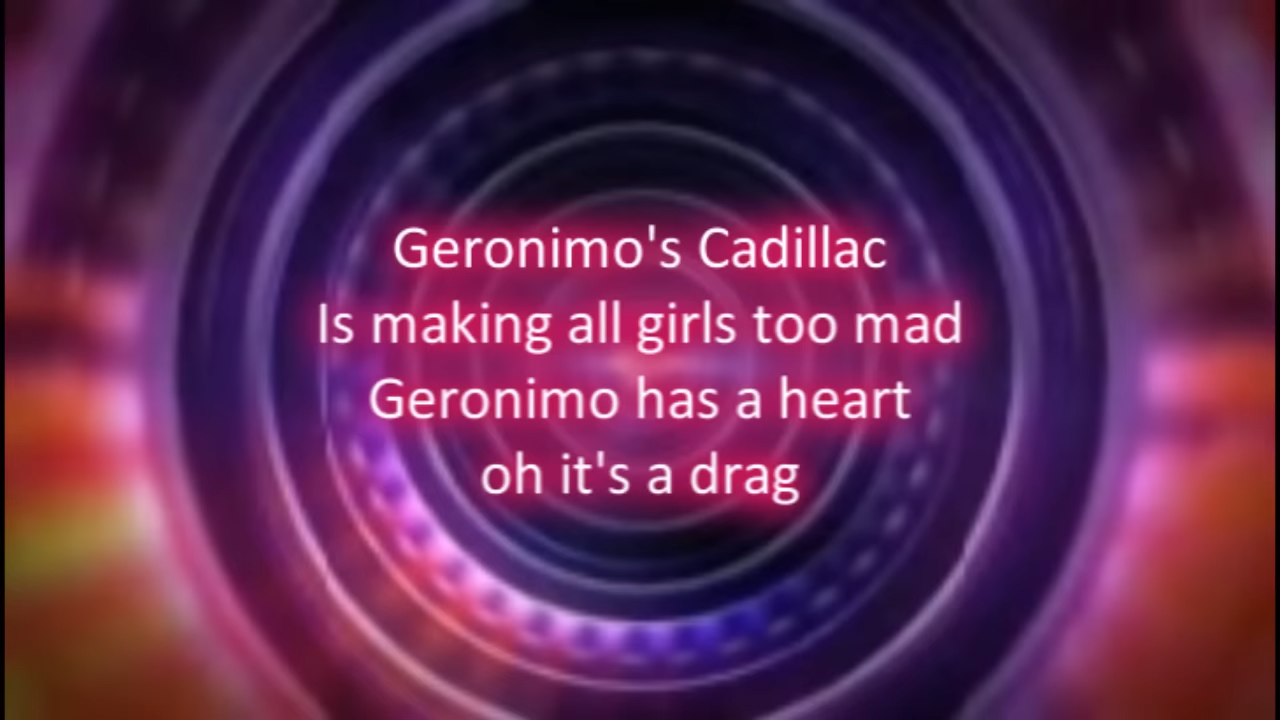 Geronimo's Cadillac
Is making all girls too mad
Geronimo has a heart
oh it's a drag